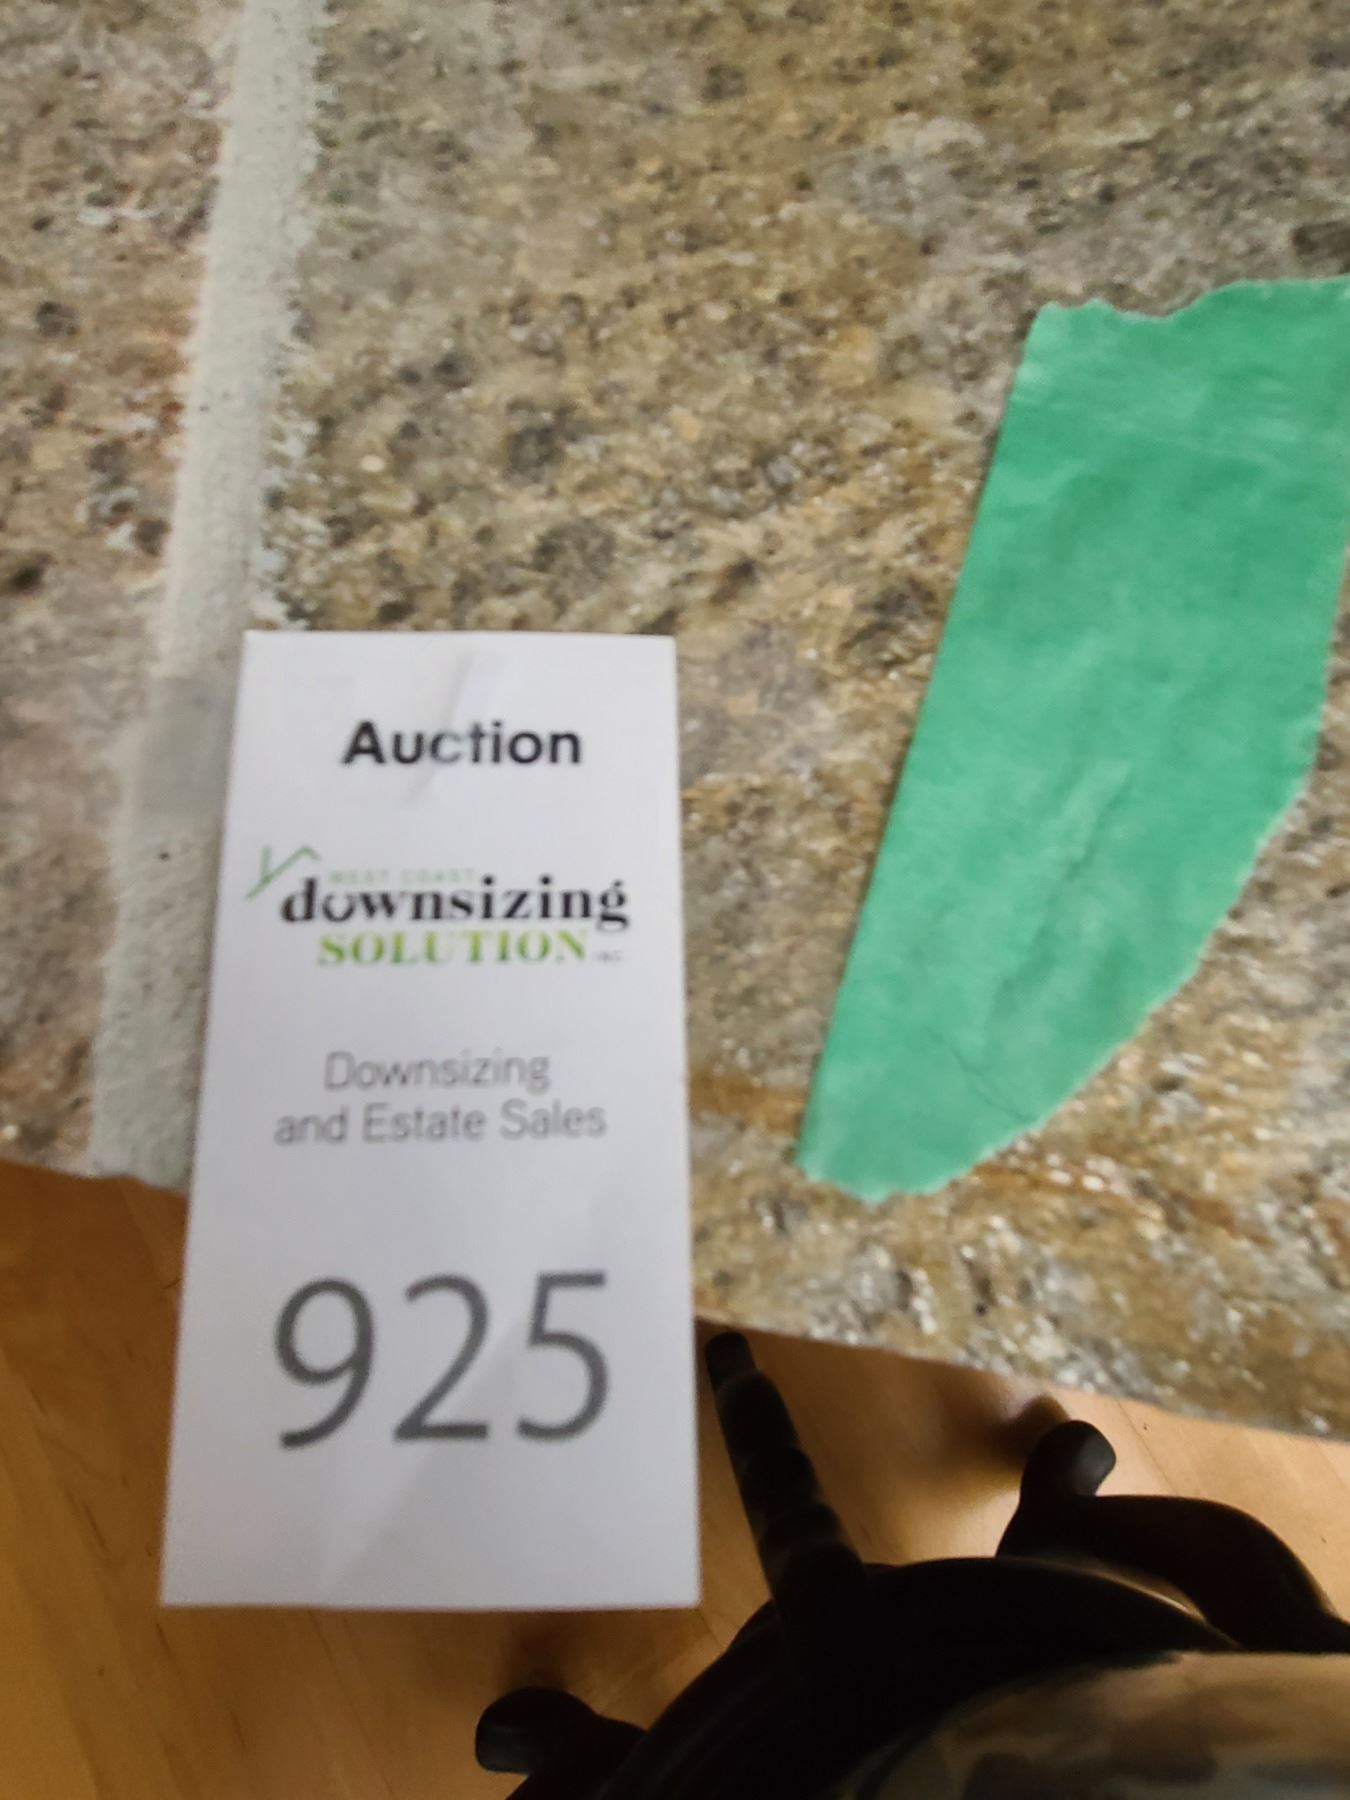 Auction
WEST COAST
downsizing
SOLUTION INC.
Downsizing
and Estate Sales
925